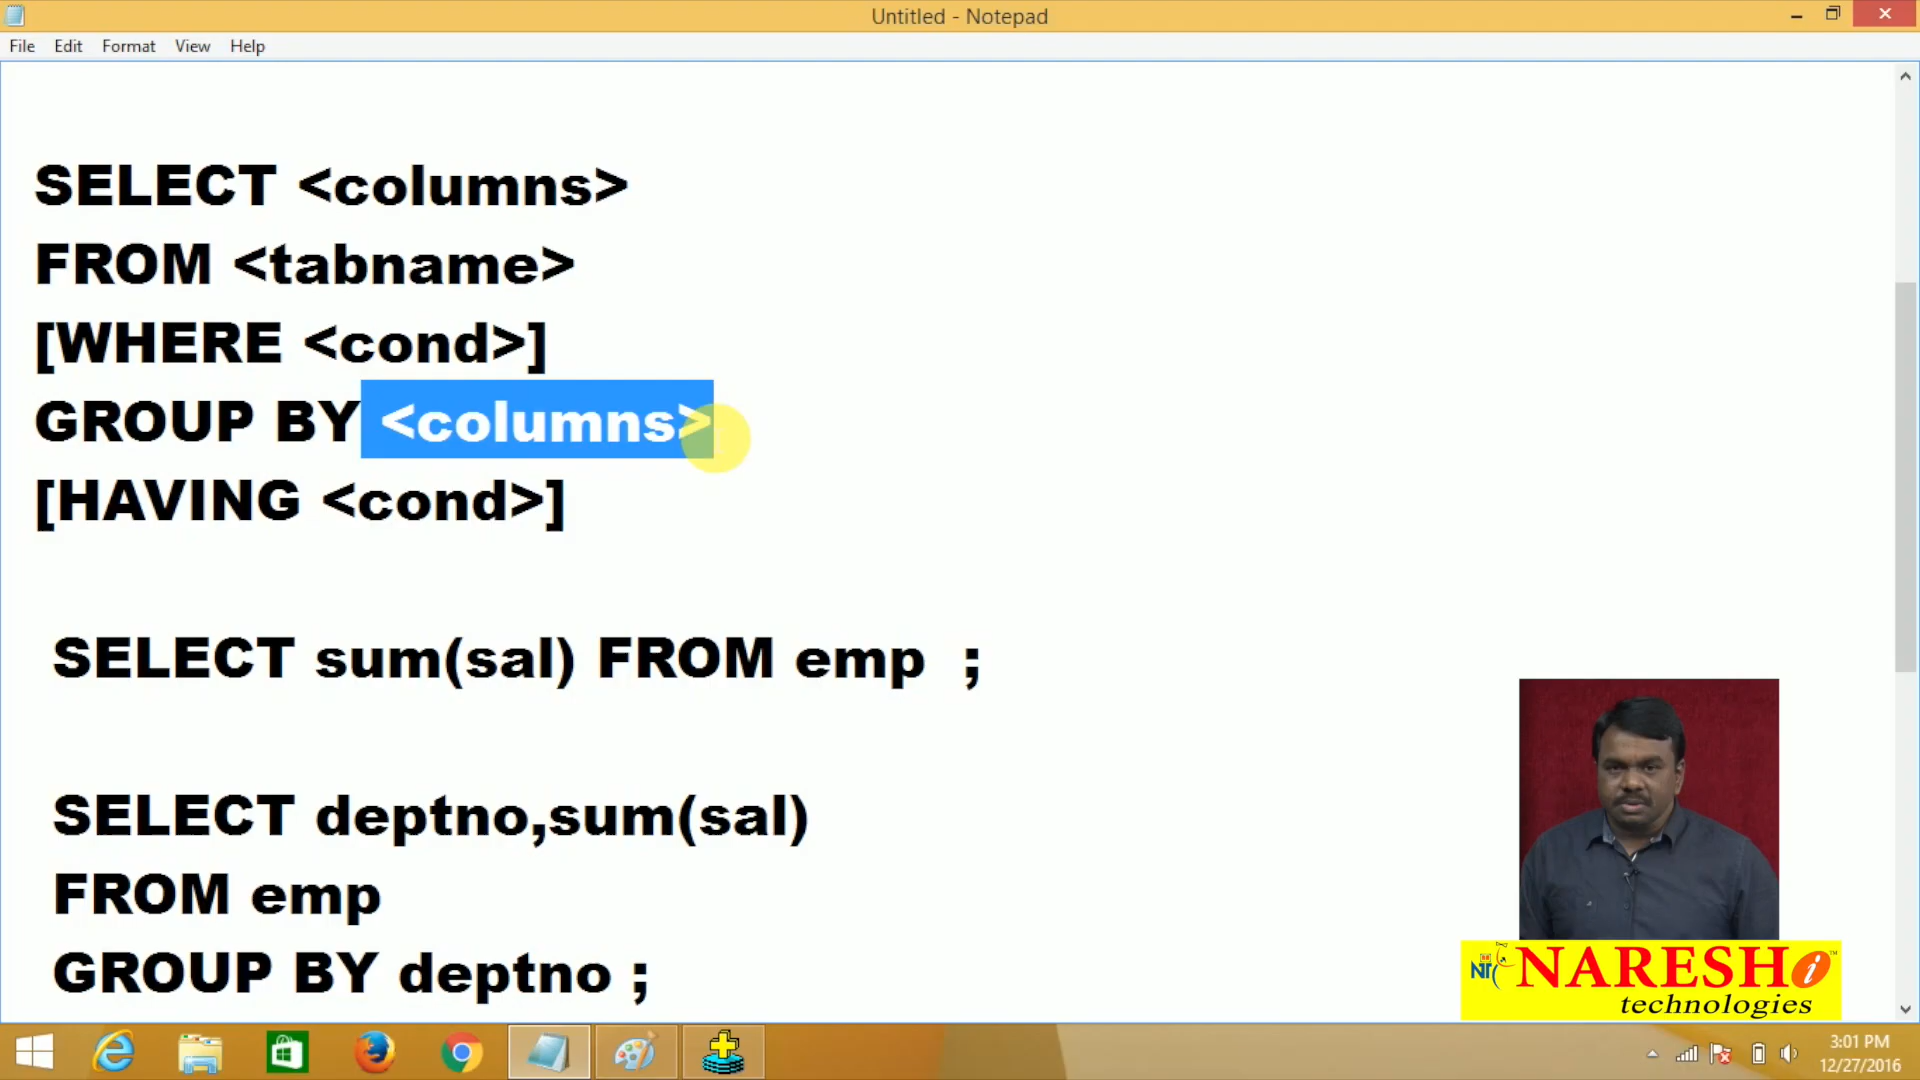 Untitled - Notepad
File Edit Format View Help
SELECT <columns>
FROM <tabname>
[WHERE <cond>]
GROUP BY <columns>
[HAVING <cond>]
SELECT sum(sal) FROM emp  ;
SELECT deptno,sum(sal)
FROM emp
GROUP BY deptno ;
NARESH i
technologies
3:01 PM
12/27/2016